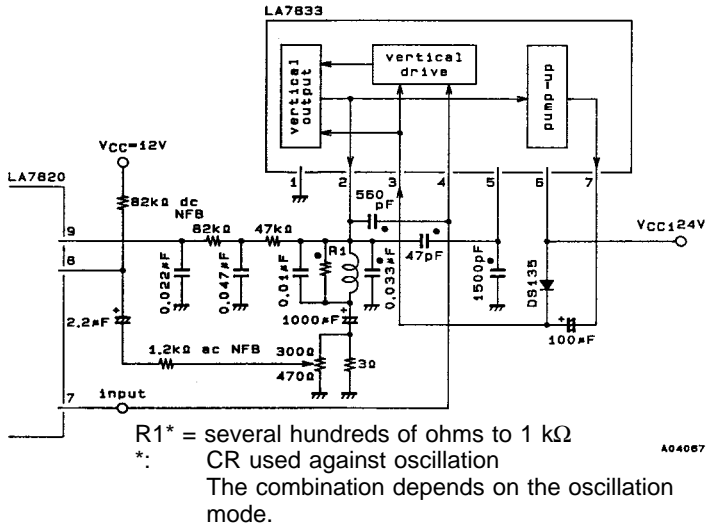 LA7833
vertical output
vertical drive
pump-up
VCC=12V
LA7820
1 2 3 4 5 6 7
82kΩ dc NFB
560 pF
9
82kΩ
47kΩ
R1
47pF
VCC1 24V
8
0.022μF
0.047μF
0.01μF
0.033μF
1500pF
DS135
2.2μF
1000μF
100μF
1.2kΩ ac NFB
300Ω
470Ω
3Ω
7
input
R1* = several hundreds of ohms to 1 kΩ
*: CR used against oscillation
The combination depends on the oscillation
mode.
A04067